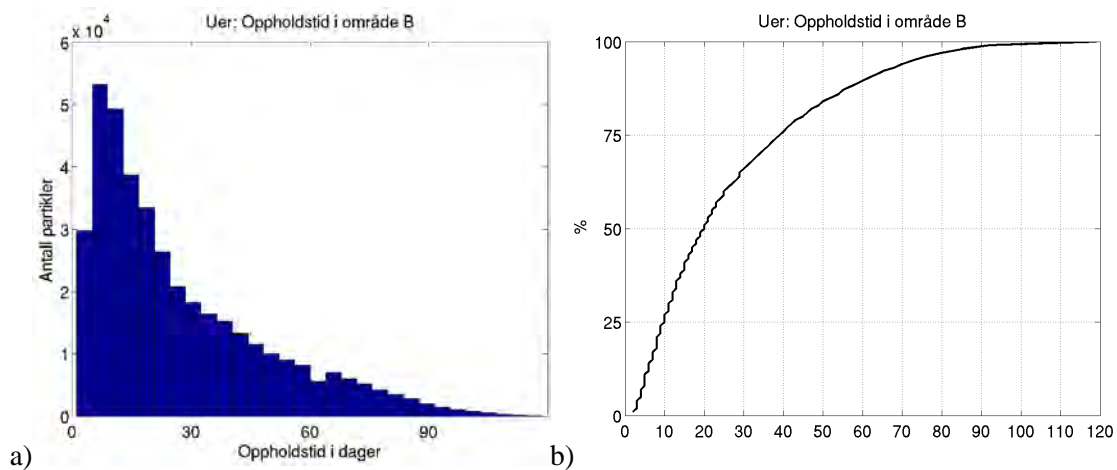 Uer: Oppholdstid i område B
x 10^4
6
5
4
3
2
1
0
Antall partikler
0 30 60 90
Oppholdstid i dager
a)
Uer: Oppholdstid i område B
100
75
50
25
0
%
0 10 20 30 40 50 60 70 80 90 100 110 120
b)